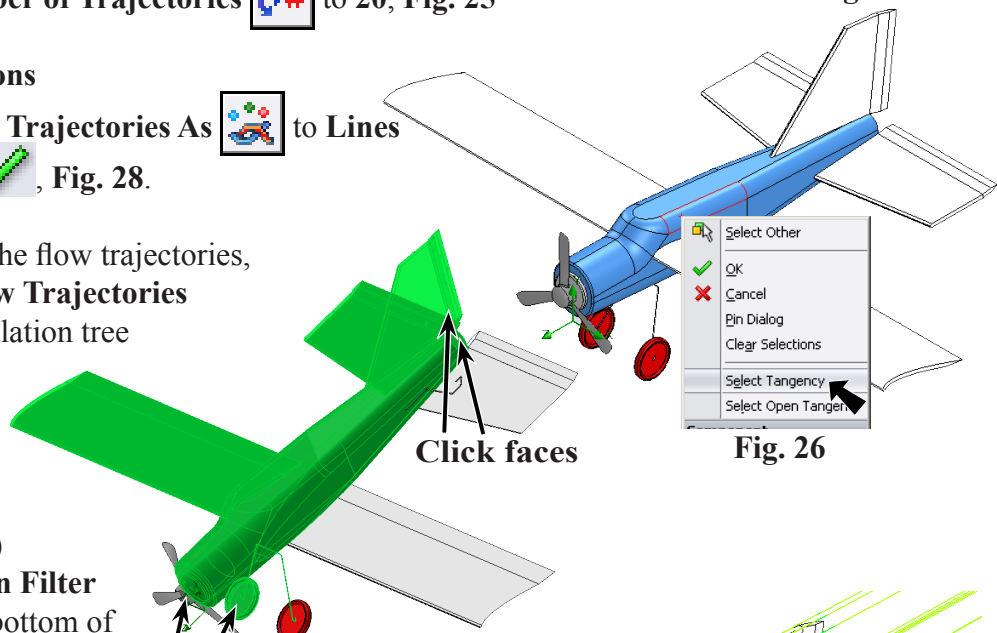 of Trajectories to 20, Fig. 25
ons
Trajectories As to Lines
, Fig. 28.
he flow trajectories,
w Trajectories
lation tree
Click faces
n Filter
bottom of
Select Other
OK
Cancel
Pin Dialog
Clear Selections
Select Tangency
Select Open Tangen
Fig. 26